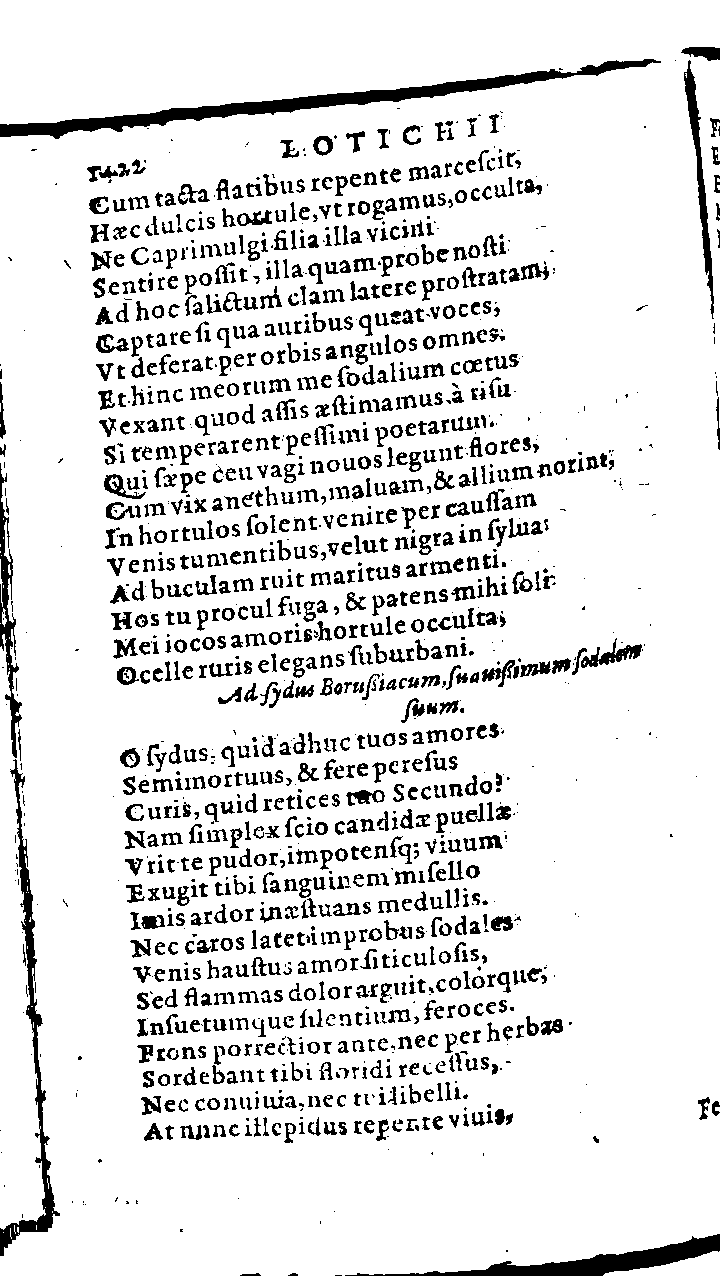 1422 LOTICHII
Cum tacta flatibus repente marceſcit,
Hæc dulcis hortule, vt rogamus, occulta,
Ne Caprimulgi filia illa vicini
Sentire poſſit, illa quam probe noſti
Ad hoc ſalictum clam latere proſtratam,
Captare ſi qua auribus queat voces,
Vt deferat per orbis angulos omnes.
Et hinc meorum me ſodalium cœtus
Vexant quod aſſis æſtimamus à riſu
Si temperarent peſſimi poetarum.
Qui ſæpe ceu vagi nouos legunt flores,
Cum vix anethum, maluam, & allium norint,
In hortulos ſolent venire per cauſſam
Venis tumentibus, velut nigra in ſylua
Ad buculam ruit maritus armenti.
Hos tu procul fuga, & patens mihi ſoli
Mei iocos amoris hortule occulta,
Ocelle ruris elegans ſuburbani.
Ad ſydus Boruſſiacum, ſuauiſſimum ſodalem
ſuum.
O ſydus, quid adhuc tuos amores
Semimortuus, & fere pereſus
Curis, quid retices tuo Secundo?
Nam ſimplex ſcio candidæ puellæ
Vrit te pudor, impotenſq; viuum
Exugit tibi ſanguinem miſello
Imis ardor inæſtuans medullis.
Nec caros latet improbus ſodales
Venis hauſtus amor ſiticuloſis,
Sed flammas dolor arguit, colorque,
Inſuetumque ſilentium, feroces.
Frons porrectior ante, nec per herbas
Sordebant tibi floridi receſſus,
Nec conuiuia, nec tui libelli.
At nunc illepidus repente viuis,
Fe